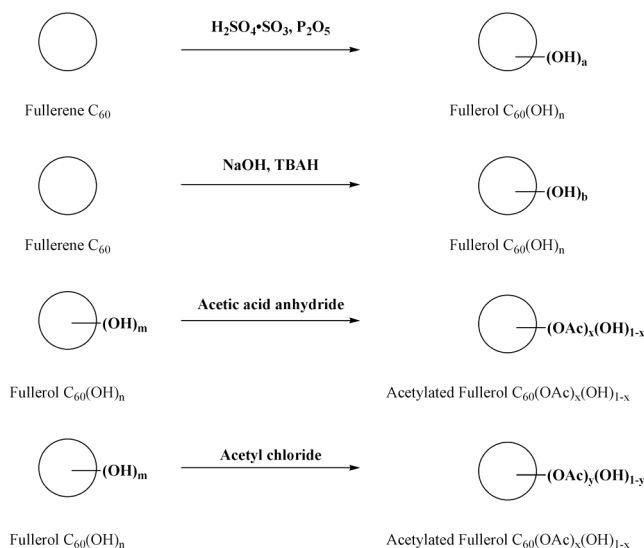 H₂SO₄•SO₃, P₂O₅
(OH)ₐ
Fullerene C₆₀
Fullerol C₆₀(OH)ₙ
NaOH, TBAH
(OH)b
Fullerene C₆₀
Fullerol C₆₀(OH)ₙ
Acetic acid anhydride
(OH)ₘ
(OAc)ₓ(OH)₁₋ₓ
Fullerol C₆₀(OH)ₙ
Acetylated Fullerol C₆₀(OAc)ₓ(OH)₁₋ₓ
Acetyl chloride
(OH)ₘ
(OAc)y(OH)1-y
Fullerol C₆₀(OH)ₙ
Acetylated Fullerol C₆₀(OAc)ₓ(OH)₁₋ₓ